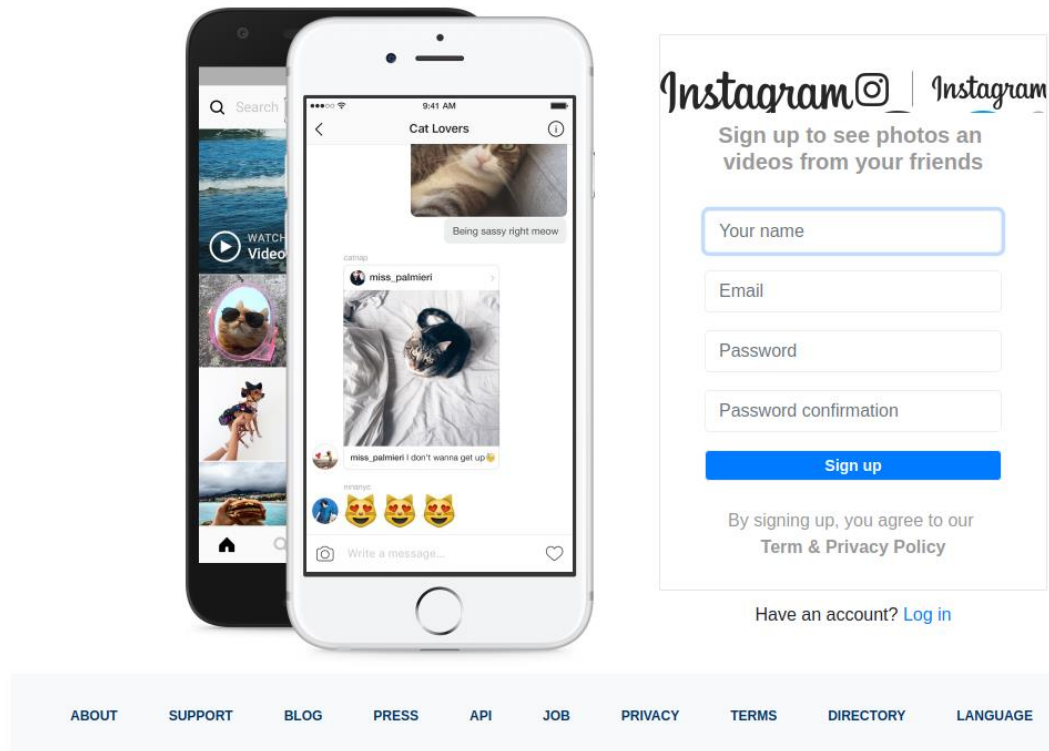 Search
WATCH
Video
9:41 AM
Cat Lovers
Being sassy right meow
catnap
miss_palmieri
miss_palmieri I don't wanna get up
ninanyc
Write a message...
Instagram | Instagram
Sign up to see photos an
videos from your friends
Your name
Email
Password
Password confirmation
Sign up
By signing up, you agree to our
Term & Privacy Policy
Have an account? Log in
ABOUT SUPPORT BLOG PRESS API JOB PRIVACY TERMS DIRECTORY LANGUAGE